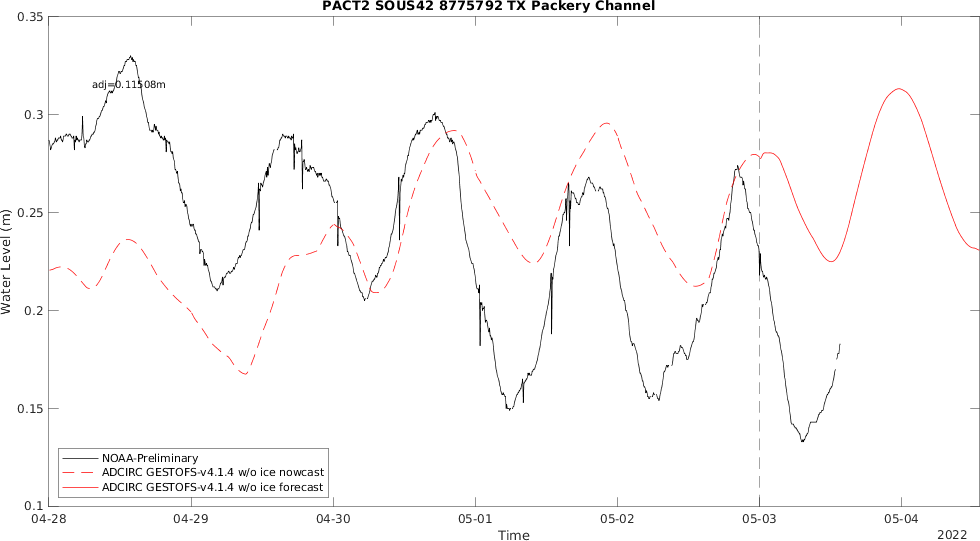 PACT2 SOUS42 8775792 TX Packery Channel
0.35
adj=0.11508m
0.3
0.25
Water Level (m)
0.2
0.15
NOAA-Preliminary
ADCIRC GESTOFS-v4.1.4 w/o ice nowcast
ADCIRC GESTOFS-v4.1.4 w/o ice forecast
0.1
04-28 04-29 04-30 05-01 05-02 05-03 05-04
Time
2022